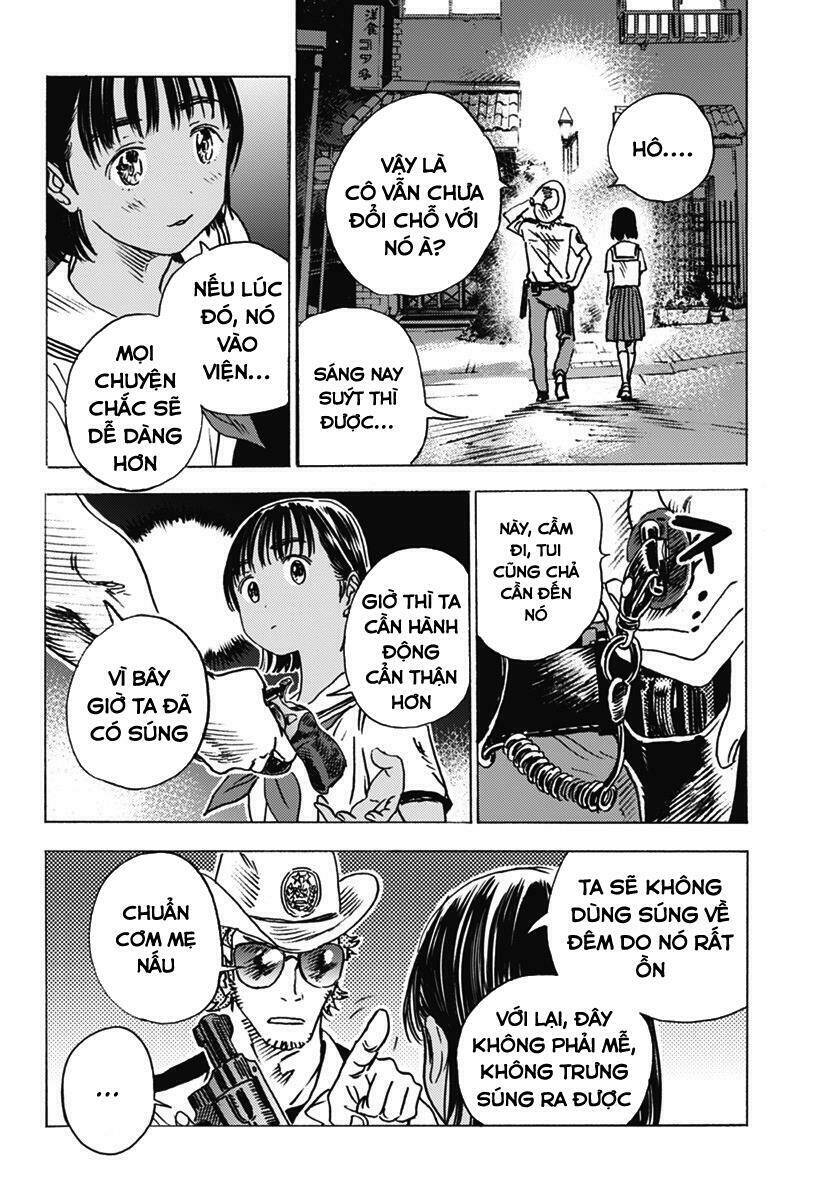 洋食
HÔ....
VẬY LÀ
CÔ VẪN CHƯA
ĐỔI CHỖ VỚI
NÓ À?
SÁNG NAY
SUÝT THÌ
ĐƯỢC...
NẾU LÚC
ĐÓ, NÓ
VÀO
VIỆN...
MỌI
CHUYỆN
CHẮC SẼ
DỄ DÀNG
HƠN
NÀY, CẦM
ĐI, TUI
CŨNG CHẢ
CẦN ĐẾN
NÓ
ス
GIỜ THÌ TA
CẦN HÀNH
ĐỘNG
CẨN THẬN
HƠN
VÌ BÂY
GIỜ TA ĐÃ
CÓ SÚNG
TA SẼ KHÔNG
DÙNG SÚNG VỀ
ĐÊM DO NÓ RẤT
ỒN
VỚI LẠI, ĐÂY
KHÔNG PHẢI MỄ,
KHÔNG TRƯNG
SÚNG RA ĐƯỢC
CHUẨN
CƠM MẸ
NẤU
...